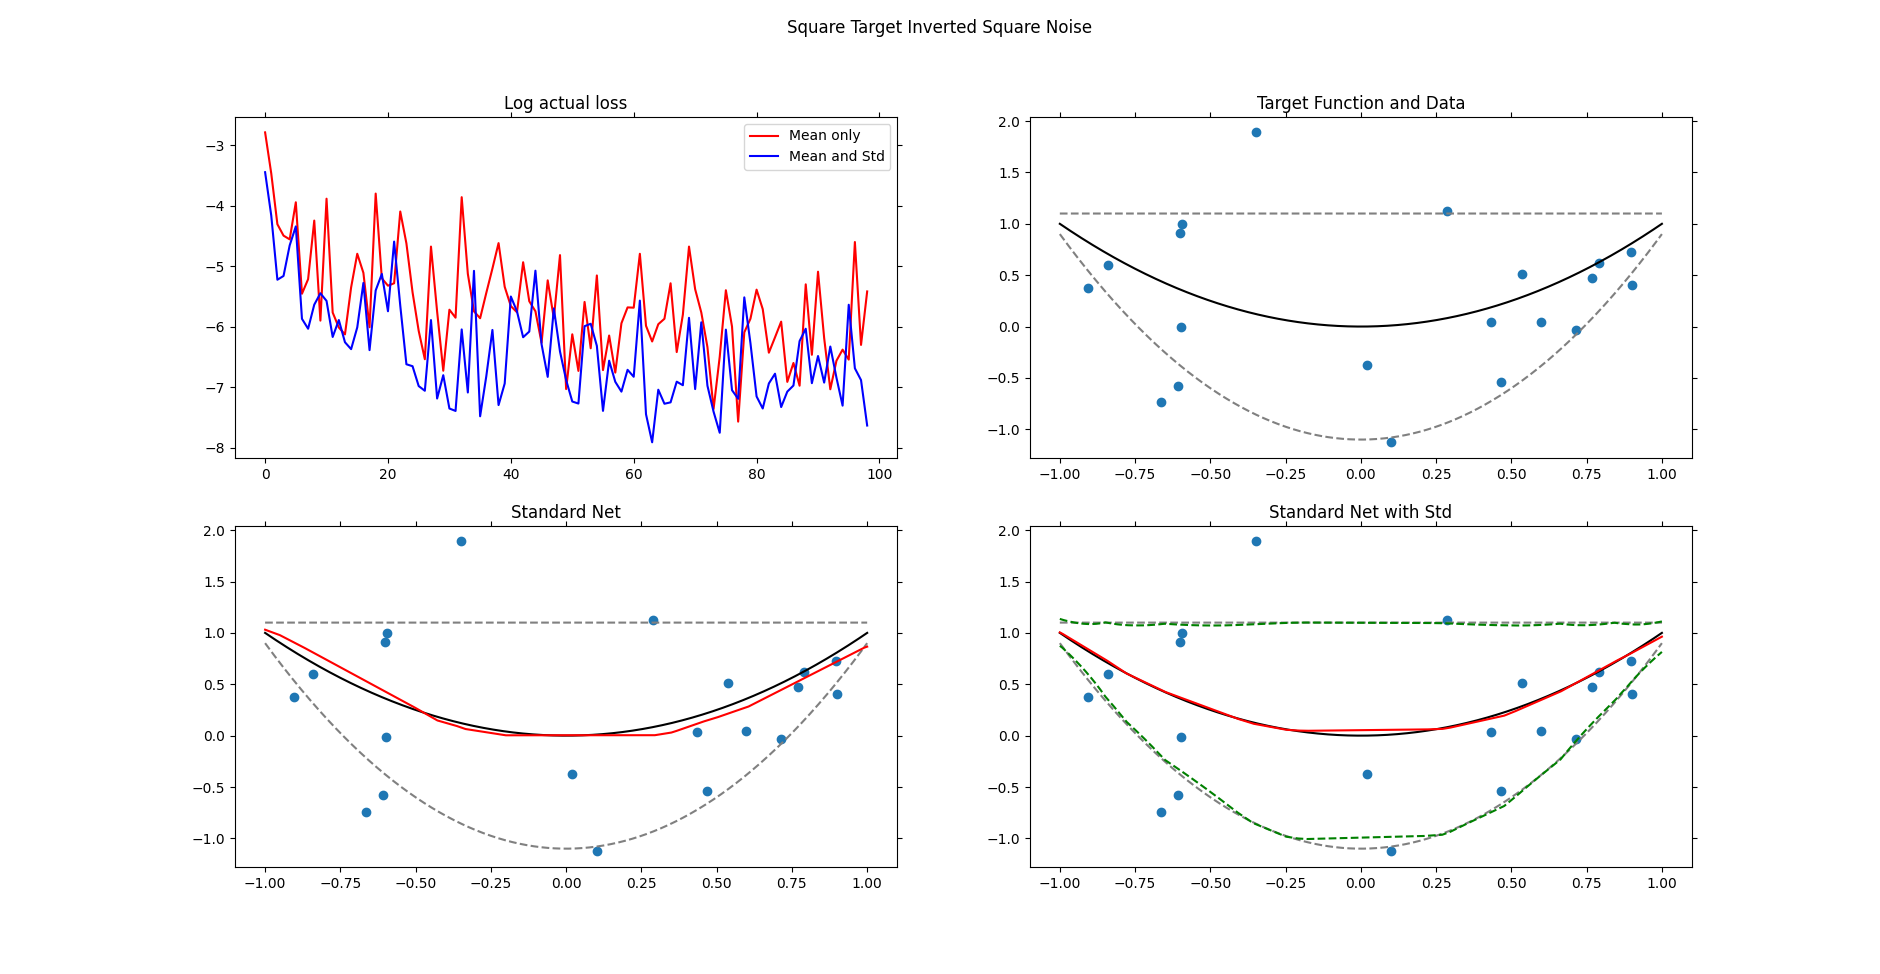 Square Target Inverted Square Noise
Log actual loss
Mean only
Mean and Std
−3
−4
−5
−6
−7
−8
0 20 40 60 80 100
Target Function and Data
2.0
1.5
1.0
0.5
0.0
−0.5
−1.0
−1.00 −0.75 −0.50 −0.25 0.00 0.25 0.50 0.75 1.00
Standard Net
2.0
1.5
1.0
0.5
0.0
−0.5
−1.0
−1.00 −0.75 −0.50 −0.25 0.00 0.25 0.50 0.75 1.00
Standard Net with Std
2.0
1.5
1.0
0.5
0.0
−0.5
−1.0
−1.00 −0.75 −0.50 −0.25 0.00 0.25 0.50 0.75 1.00